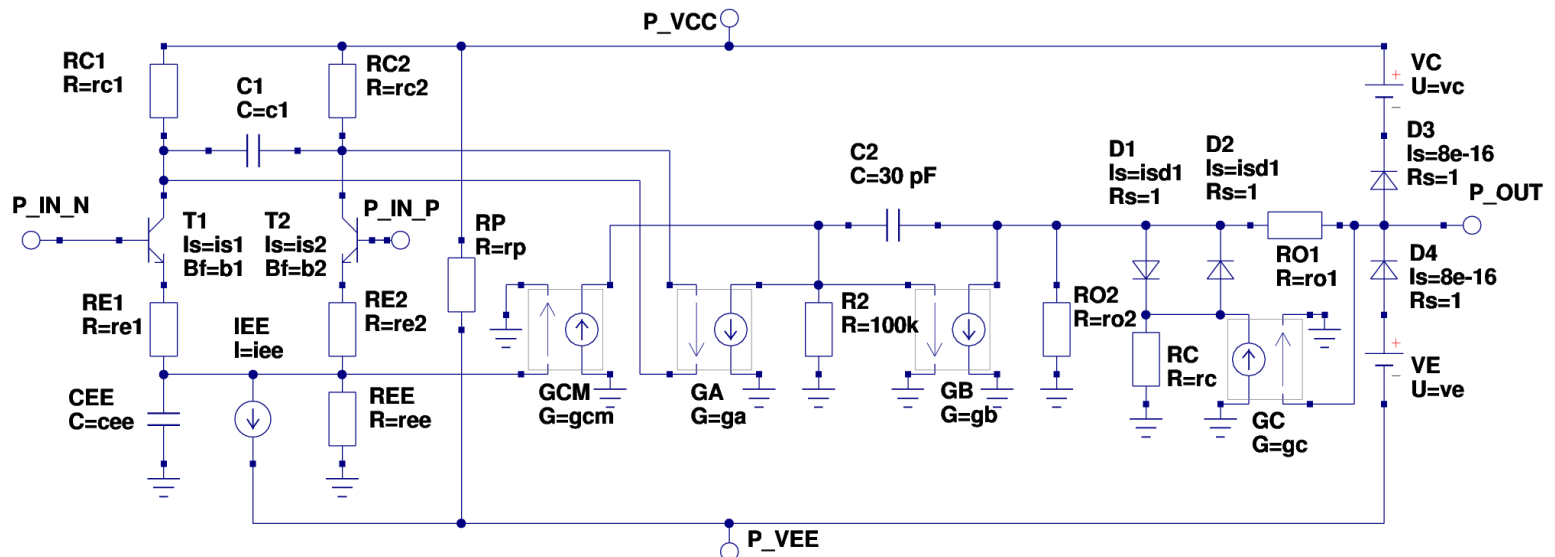 P_VCC
RC1
R=rc1
C1
C=c1
RC2
R=rc2
VC
U=vc
+
−
D3
Is=8e-16
Rs=1
C2
C=30 pF
D1
Is=isd1
Rs=1
D2
Is=isd1
Rs=1
P_OUT
P_IN_N
T1
Is=is1
Bf=b1
T2
Is=is2
Bf=b2
P_IN_P
RP
R=rp
RO1
R=ro1
D4
Is=8e-16
Rs=1
RE1
R=re1
IEE
I=iee
RE2
R=re2
R2
R=100k
RO2
R=ro2
RC
R=rc
+
−
VE
U=ve
CEE
C=cee
REE
R=ree
GCM
G=gcm
GA
G=ga
GB
G=gb
GC
G=gc
P_VEE